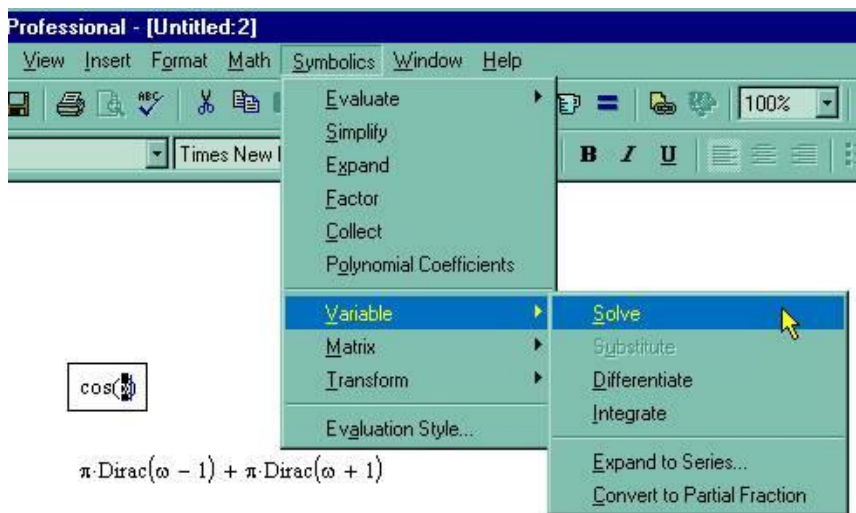 Professional - [Untitled:2]
View Insert Format Math Symbolics Window Help
ABC 100%
Times New B I U
Evaluate
Simplify
Expand
Factor
Collect
Polynomial Coefficients
Variable
Matrix
Transform
Evaluation Style...
Solve
Substitute
Differentiate
Integrate
Expand to Series...
Convert to Partial Fraction
cos(
π·Dirac(ω − 1) + π·Dirac(ω + 1)